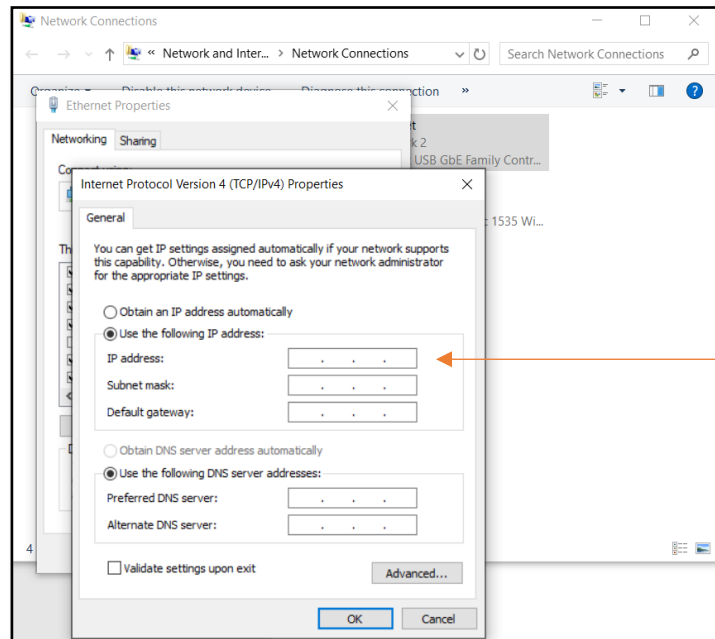 Network Connections
« Network and Inter... > Network Connections
Search Network Connections
Organize Disable this network device Diagnose this connection »
Ethernet Properties
Networking Sharing
k 2
USB GbE Family Contr...
1535 Wi...
Internet Protocol Version 4 (TCP/IPv4) Properties
General
You can get IP settings assigned automatically if your network supports
this capability. Otherwise, you need to ask your network administrator
for the appropriate IP settings.
Obtain an IP address automatically
Use the following IP address:
IP address: . . .
Subnet mask: . . .
Default gateway: . . .
Obtain DNS server address automatically
Use the following DNS server addresses:
Preferred DNS server: . . .
Alternate DNS server: . . .
Validate settings upon exit
Advanced...
OK Cancel
4